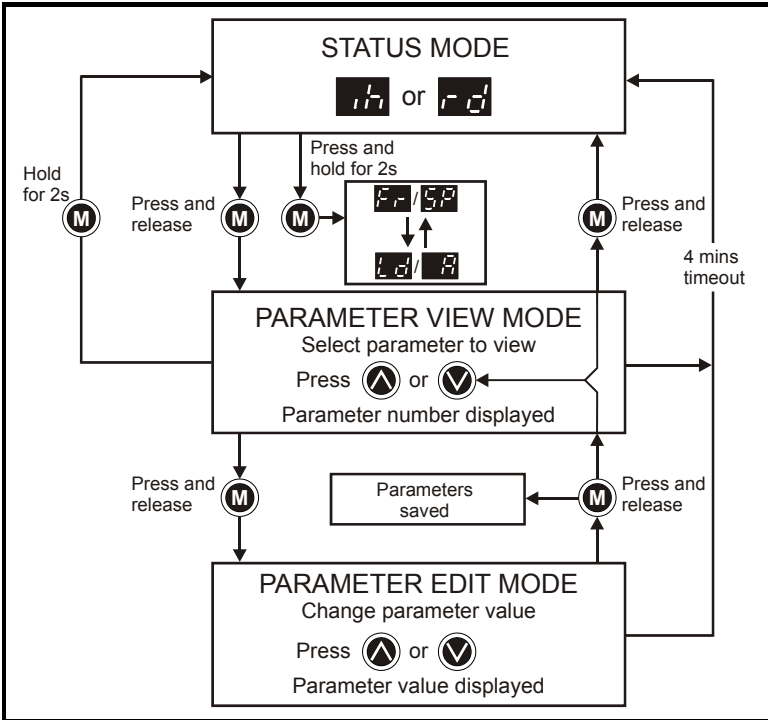 STATUS MODE
ih or rd
Press and
hold for 2s
Hold
for 2s
M
Press and
release
M
M
Fr / SP
Ld / A
M
Press and
release
4 mins
timeout
PARAMETER VIEW MODE
Select parameter to view
Press or
Parameter number displayed
Press and
release
M
Parameters
saved
M
Press and
release
PARAMETER EDIT MODE
Change parameter value
Press or
Parameter value displayed